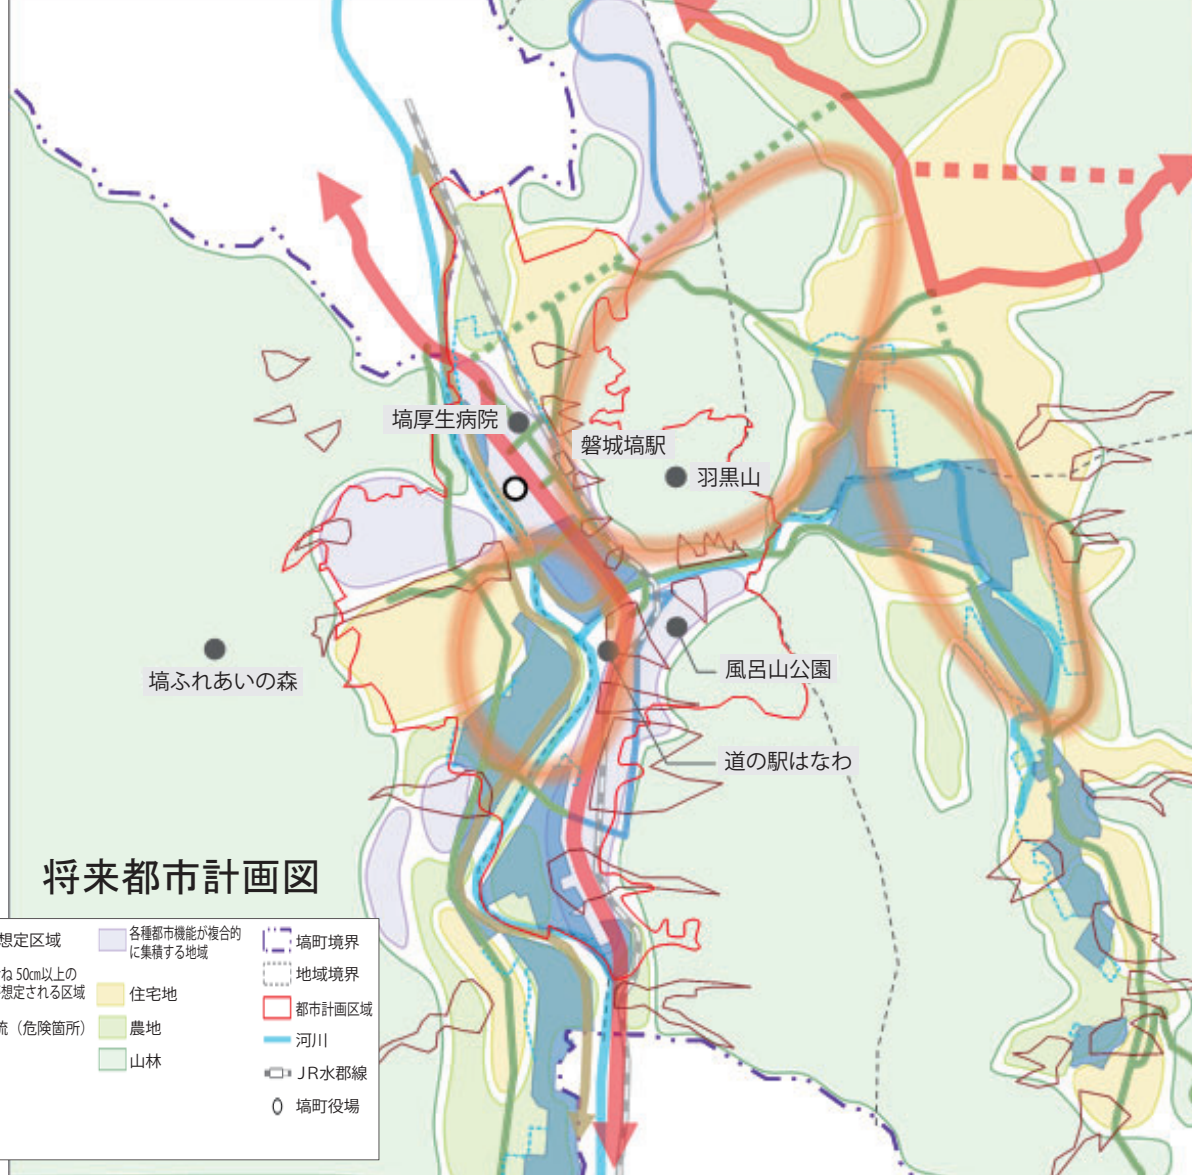 塙厚生病院
磐城塙駅
羽黒山
塙ふれあいの森
風呂山公園
道の駅はなわ
将来都市計画図
想定区域
ね 50cm以上の
想定される区域
流（危険箇所）
各種都市機能が複合的
に集積する地域
住宅地
農地
山林
塙町境界
地域境界
都市計画区域
河川
JR水郡線
塙町役場